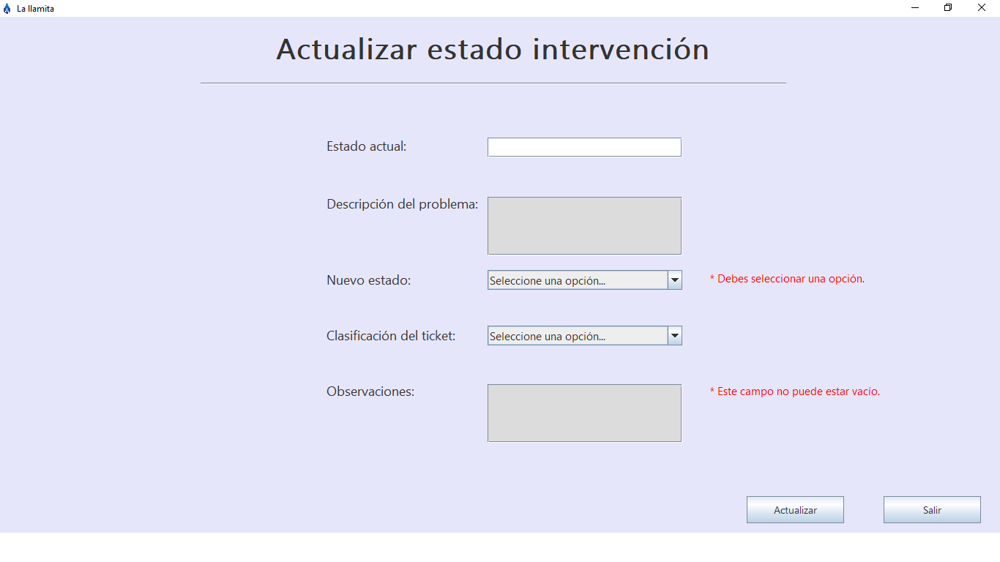 La llamita
Actualizar estado intervención
Estado actual:
Descripción del problema:
Nuevo estado:
Seleccione una opción...
* Debes seleccionar una opción.
Clasificación del ticket:
Seleccione una opción...
Observaciones:
* Este campo no puede estar vacío.
Actualizar
Salir